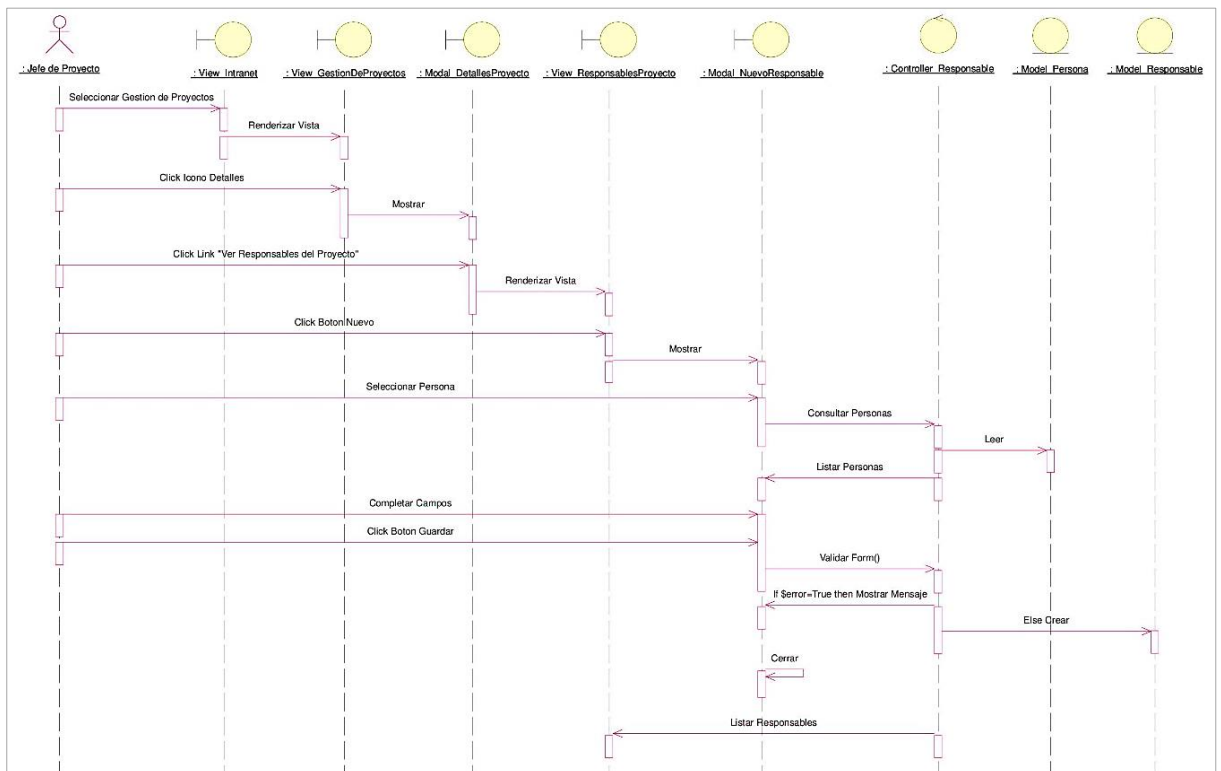 : Jefe de Proyecto
: View_Intranet
: View_GestionDeProyectos
: Modal_DetallesProyecto
: View_ResponsablesProyecto
: Modal_NuevoResponsable
: Controller_Responsable
: Model_Persona
: Model_Responsable
Seleccionar Gestion de Proyectos
Renderizar Vista
Click Icono Detalles
Mostrar
Click Link "Ver Responsables del Proyecto"
Renderizar Vista
Click Boton Nuevo
Mostrar
Seleccionar Persona
Consultar Personas
Leer
Listar Personas
Completar Campos
Click Boton Guardar
Validar Form()
If $error=True then Mostrar Mensaje
Else Crear
Cerrar
Listar Responsables